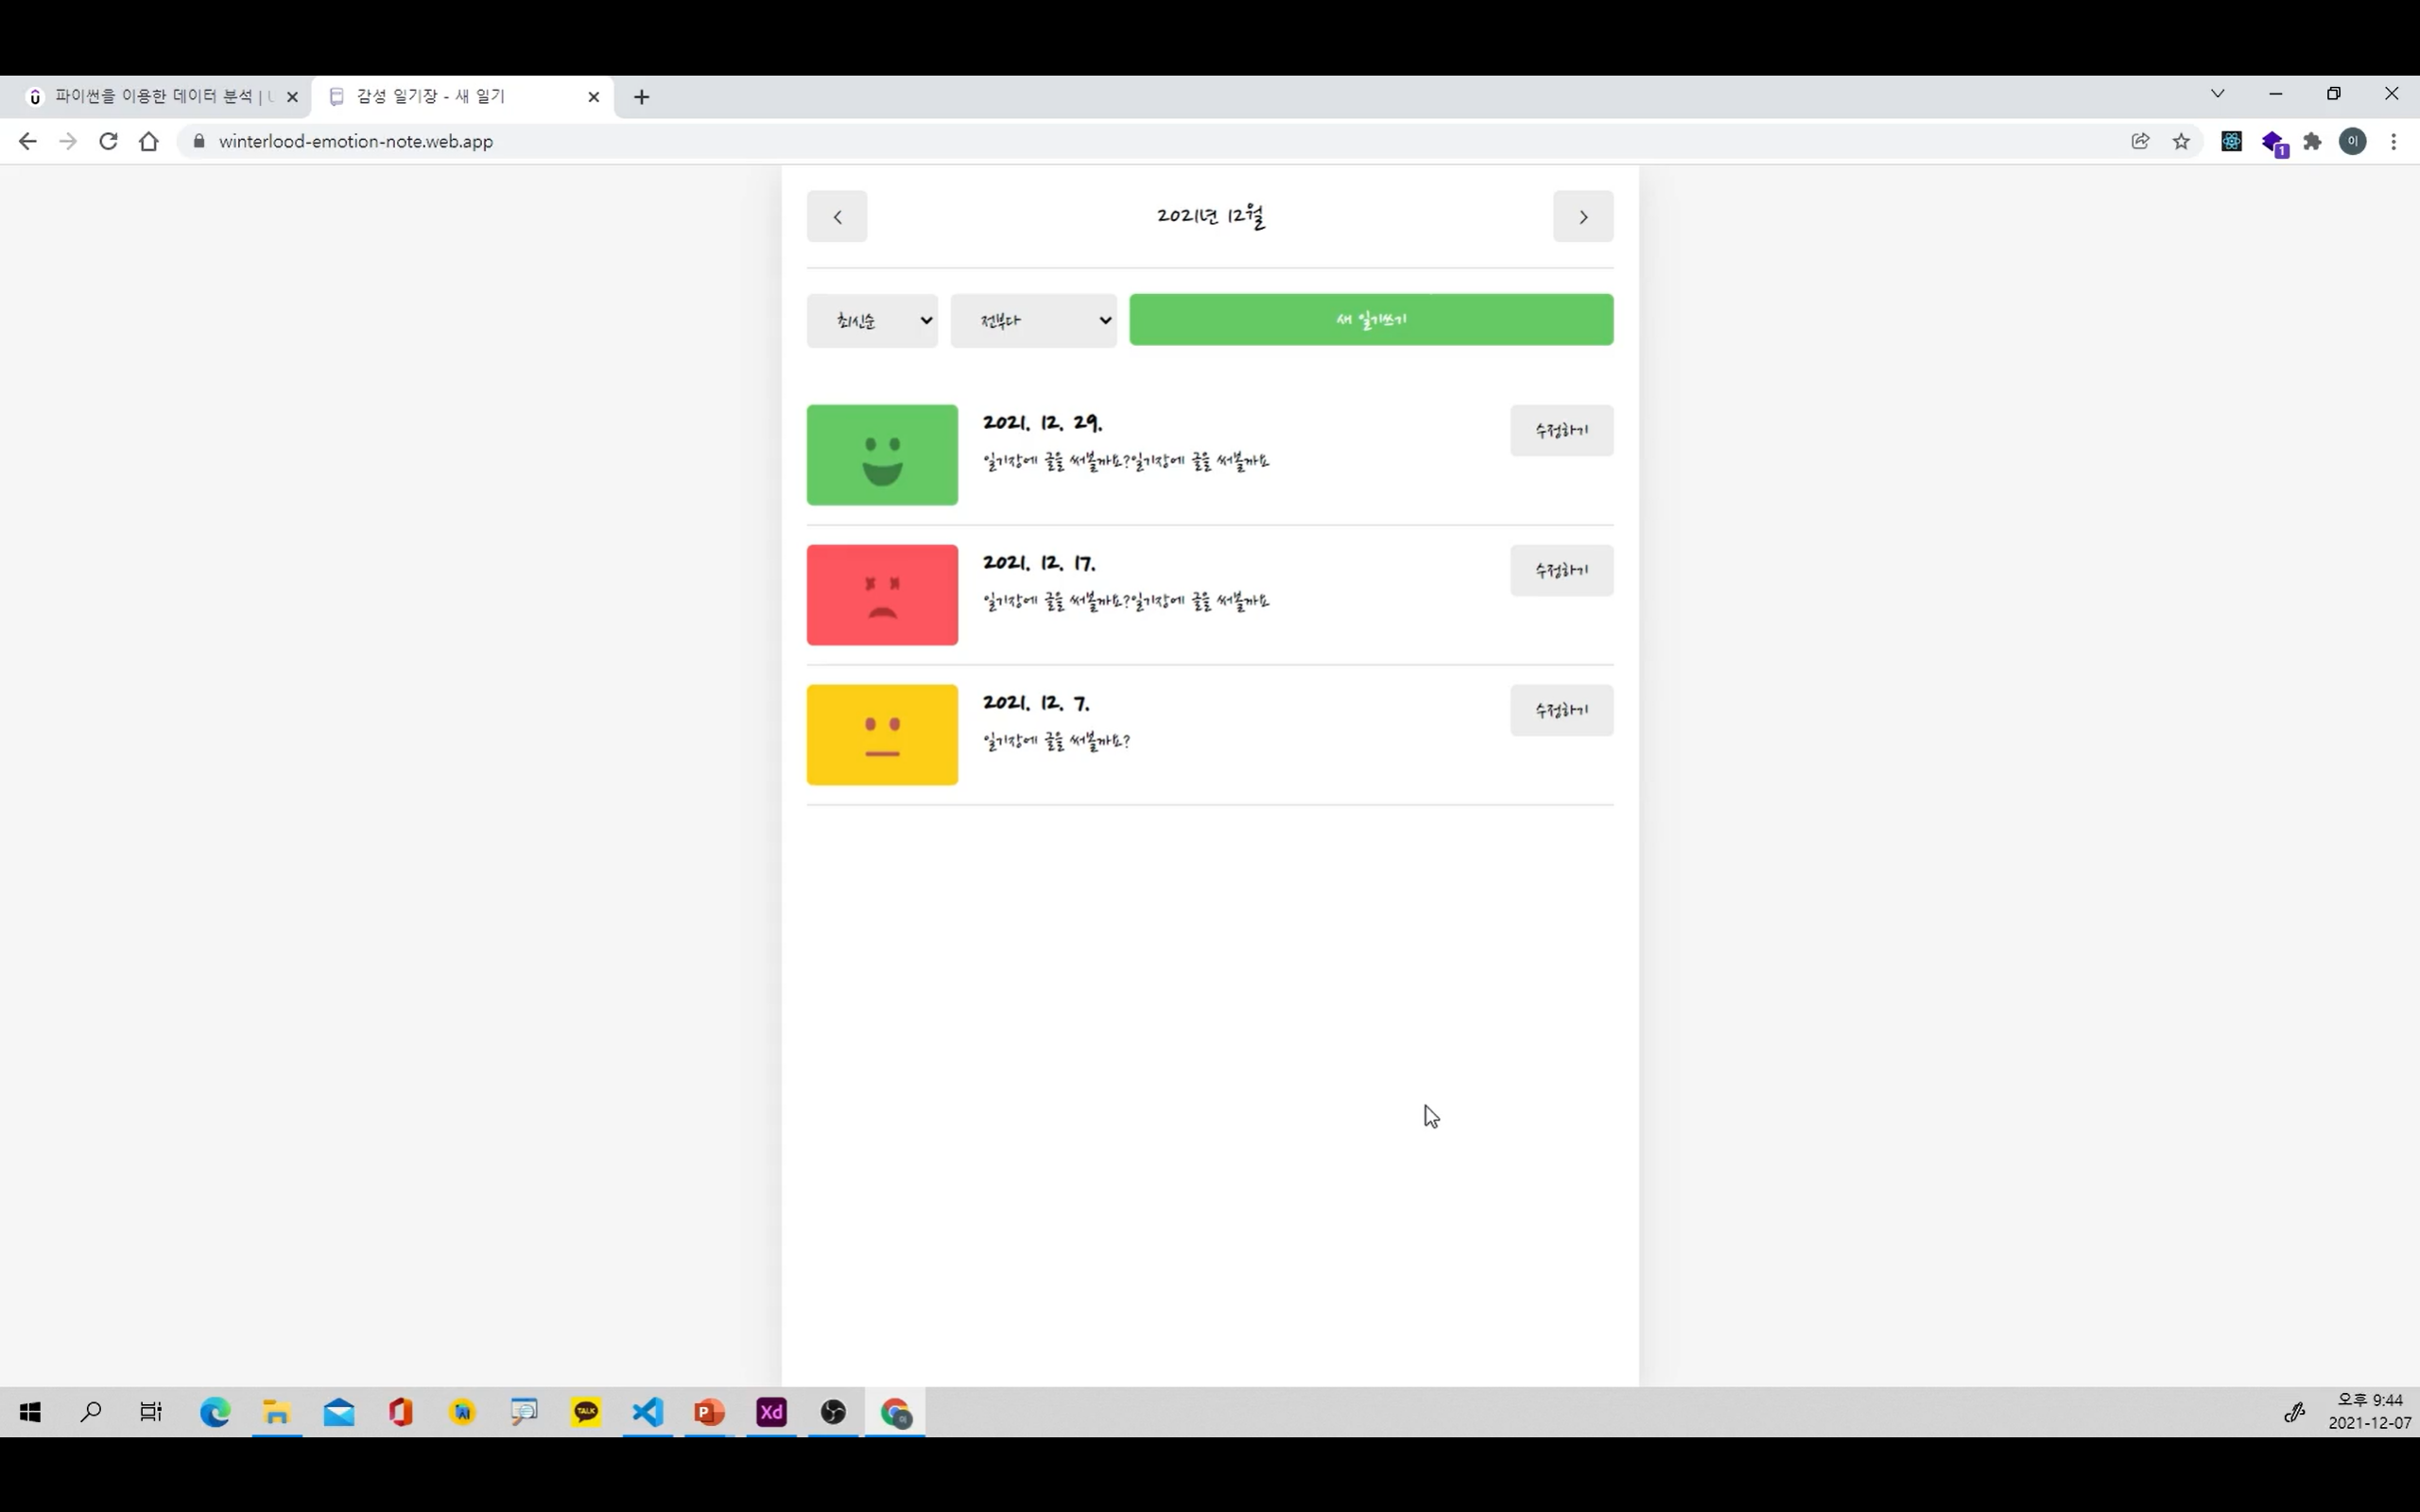 파이썬을 이용한 데이터 분석 | U
감성 일기장 - 새 일기
winterlood-emotion-note.web.app
1
이
2021년 12월
최신순
전부다
새 일기쓰기
2021. 12. 29.
수정하기
일기장에 글을 써볼까요?일기장에 글을 써볼까요
2021. 12. 17.
수정하기
일기장에 글을 써볼까요?일기장에 글을 써볼까요
2021. 12. 7.
수정하기
일기장에 글을 써볼까요?
TALK
P
Xd
이
오후 9:44
2021-12-07